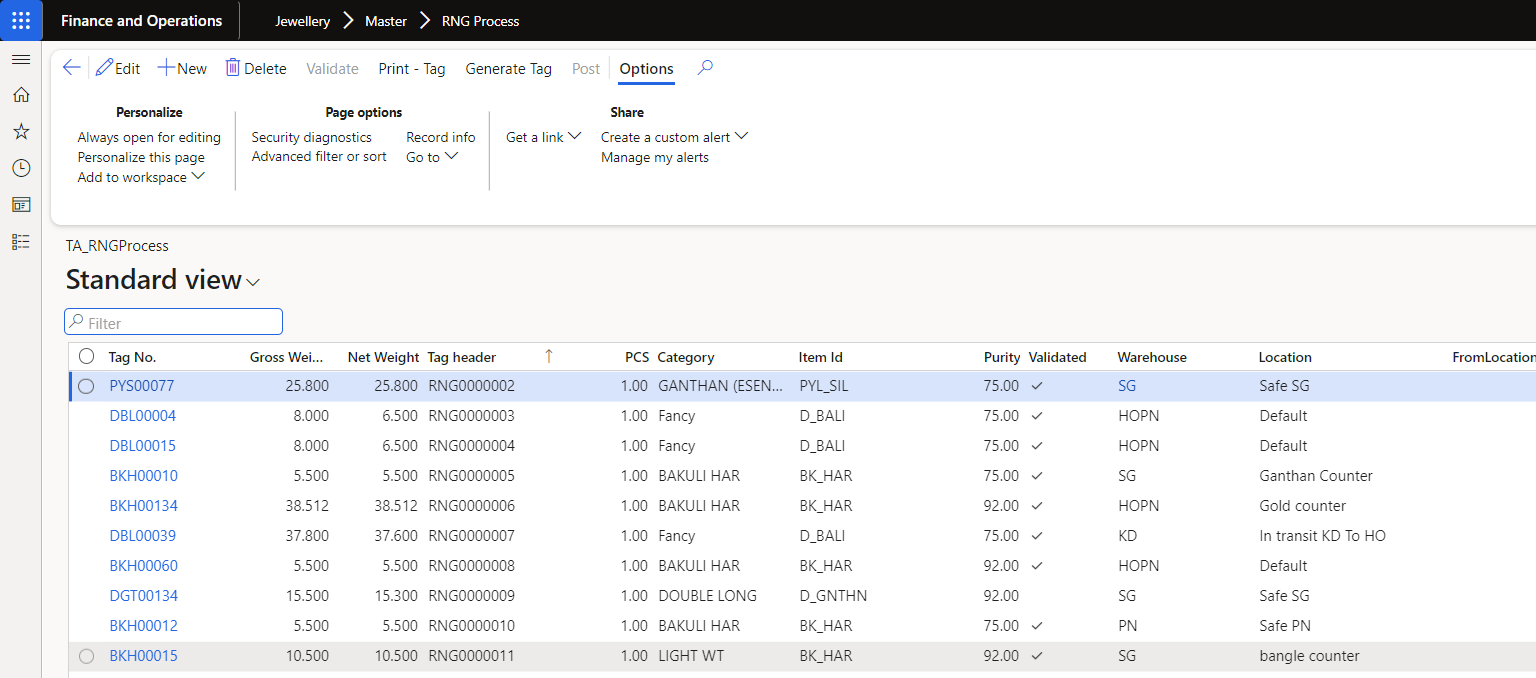 Finance and Operations Jewellery Master RNG Process
Edit New Delete Validate Print - Tag Generate Tag Post Options
Personalize Page options Share
Always open for editing Security diagnostics Record info Get a link Create a custom alert
Personalize this page Advanced filter or sort Go to Manage my alerts
Add to workspace
TA_RNGProcess
Standard view
Filter
Tag No. Gross Wei... Net Weight Tag header PCS Category Item Id Purity Validated Warehouse Location FromLocation
PYS00077 25.800 25.800 RNG0000002 1.00 GANTHAN (ESEN... PYL_SIL 75.00 SG Safe SG
DBL00004 8.000 6.500 RNG0000003 1.00 Fancy D_BALI 75.00 HOPN Default
DBL00015 8.000 6.500 RNG0000004 1.00 Fancy D_BALI 75.00 HOPN Default
BKH00010 5.500 5.500 RNG0000005 1.00 BAKULI HAR BK_HAR 75.00 SG Ganthan Counter
BKH00134 38.512 38.512 RNG0000006 1.00 BAKULI HAR BK_HAR 92.00 HOPN Gold counter
DBL00039 37.800 37.600 RNG0000007 1.00 Fancy D_BALI 75.00 KD In transit KD To HO
BKH00060 5.500 5.500 RNG0000008 1.00 BAKULI HAR BK_HAR 92.00 HOPN Default
DGT00134 15.500 15.300 RNG0000009 1.00 DOUBLE LONG D_GNTHN 92.00 SG Safe SG
BKH00012 5.500 5.500 RNG0000010 1.00 BAKULI HAR BK_HAR 75.00 PN Safe PN
BKH00015 10.500 10.500 RNG0000011 1.00 LIGHT WT BK_HAR 92.00 SG bangle counter